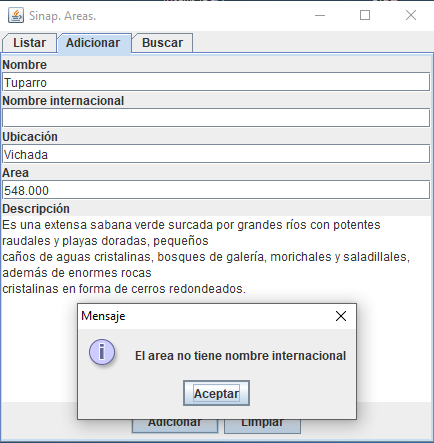 Sinap. Areas.
Listar Adicionar Buscar
Nombre
Tuparro
Nombre internacional
Ubicación
Vichada
Area
548.000
Descripción
Es una extensa sabana verde surcada por grandes ríos con potentes
raudales y playas doradas, pequeños
caños de aguas cristalinas, bosques de galería, morichales y saladillales,
además de enormes rocas
cristalinas en forma de cerros redondeados.
Mensaje
El area no tiene nombre internacional
Aceptar
Adicionar Limpiar